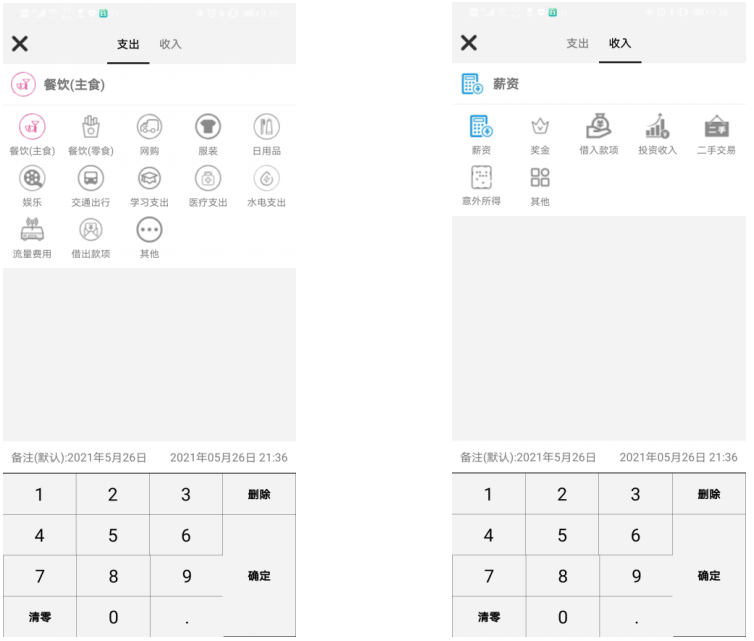 支出 收入
餐饮(主食)
餐饮(主食) 餐饮(零食) 网购 服装 日用品
娱乐 交通出行 学习支出 医疗支出 水电支出
流量费用 借出款项 其他
备注(默认):2021年5月26日 2021年05月26日 21:36
1 2 3 删除
4 5 6
7 8 9 确定
清零 0 .
支出 收入
薪资
薪资 奖金 借入款项 投资收入 二手交易
意外所得 其他
备注(默认):2021年5月26日 2021年05月26日 21:36
1 2 3 删除
4 5 6
7 8 9 确定
清零 0 .